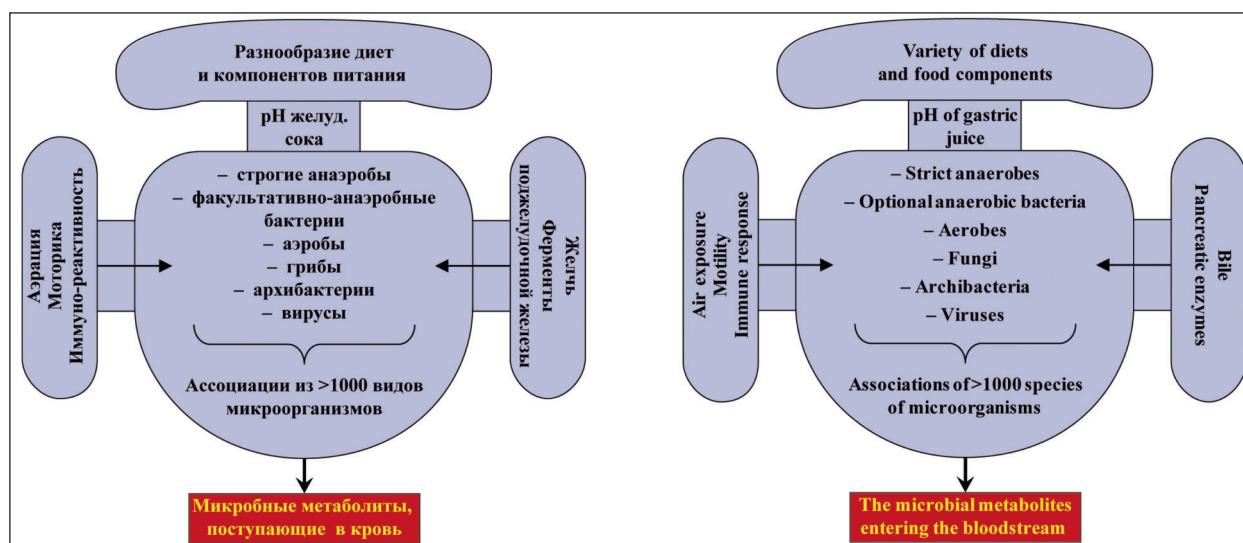 Разнообразие диет
и компонентов питания
pH желуд.
сока
Аэрация
Моторика
Иммуно-реактивность
– строгие анаэробы
– факультативно-анаэробные
бактерии
– аэробы
– грибы
– архибактерии
– вирусы
Желчь
Ферменты
поджелудочной железы
Ассоциации из >1000 видов
микроорганизмов
Микробные метаболиты,
поступающие в кровь
Variety of diets
and food components
pH of gastric
juice
Air exposure
Motility
Immune response
– Strict anaerobes
– Optional anaerobic bacteria
– Aerobes
– Fungi
– Archibacteria
– Viruses
Bile
Pancreatic enzymes
Associations of >1000 species
of microorganisms
The microbial metabolites
entering the bloodstream